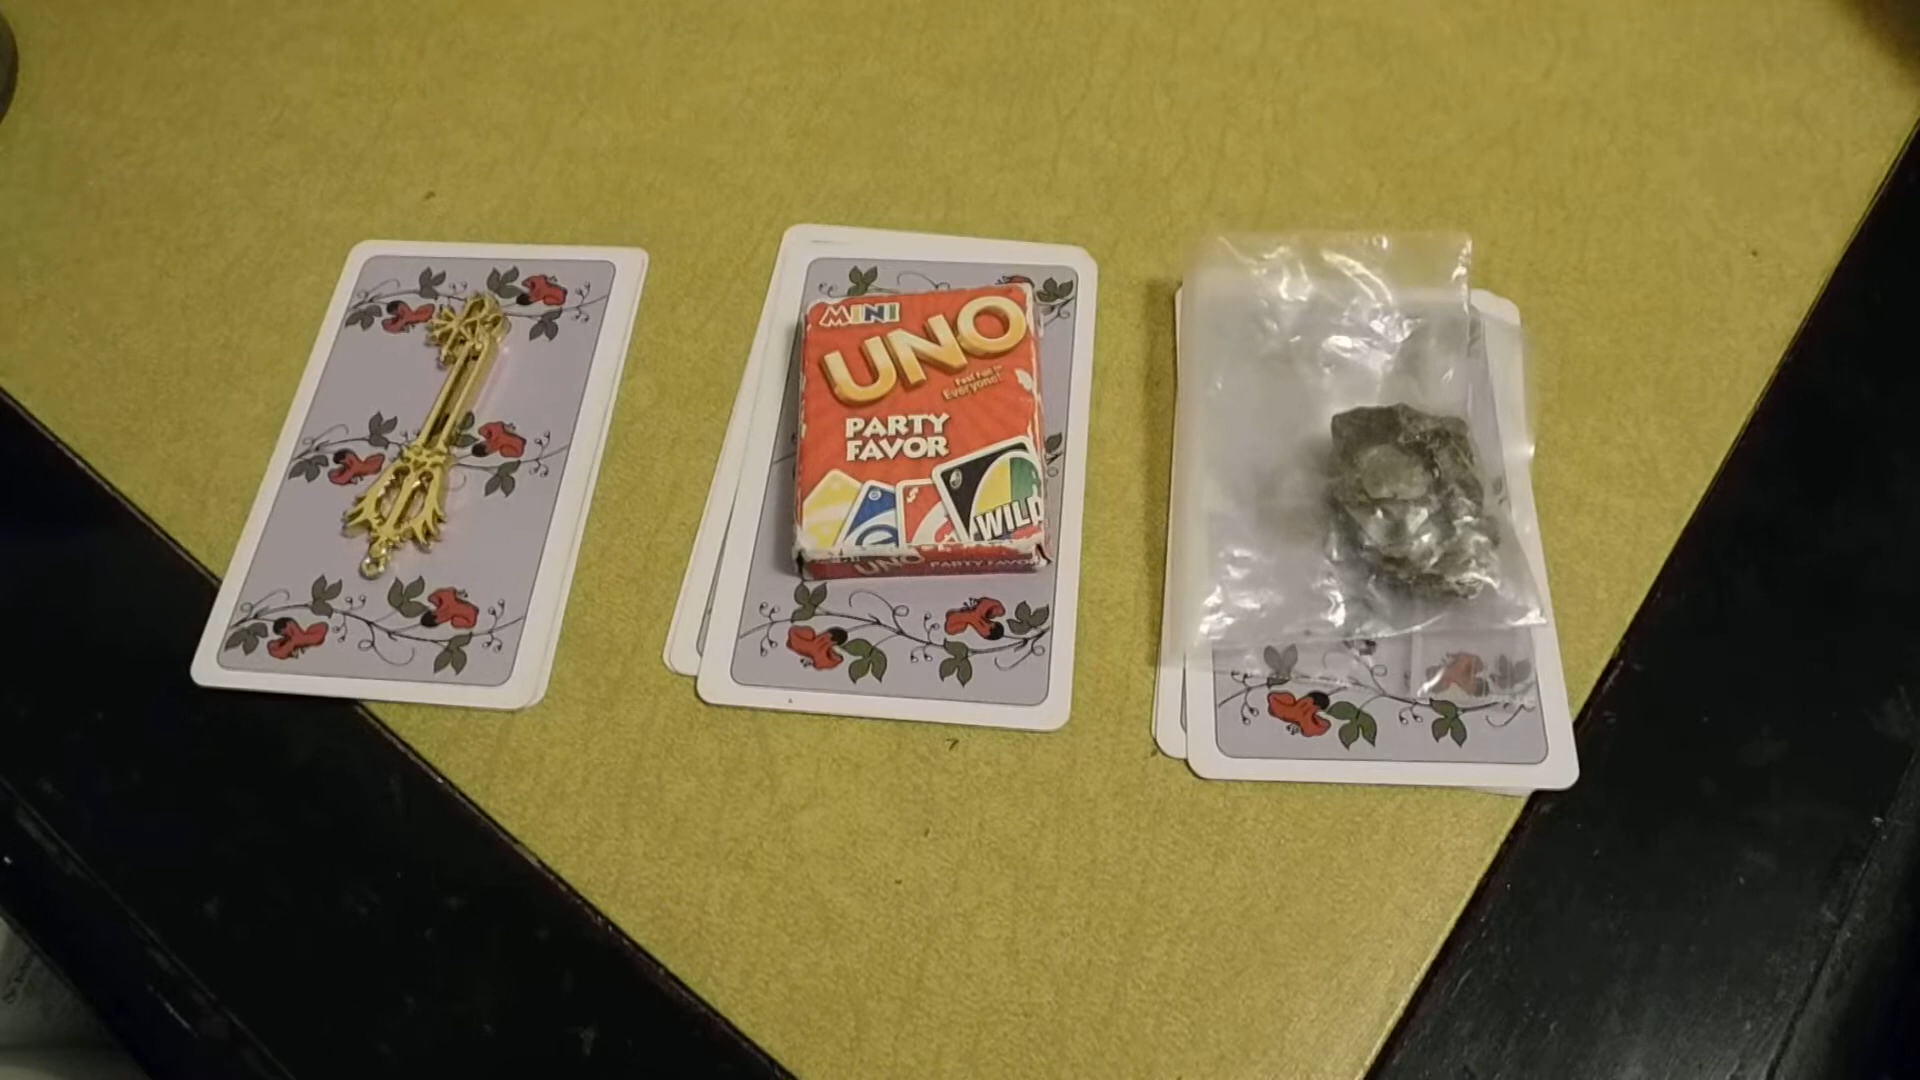 MINI
UNO
Fast Fun for
Everyone!
PARTY
FAVOR
WILD
UNO PARTY FAVOR